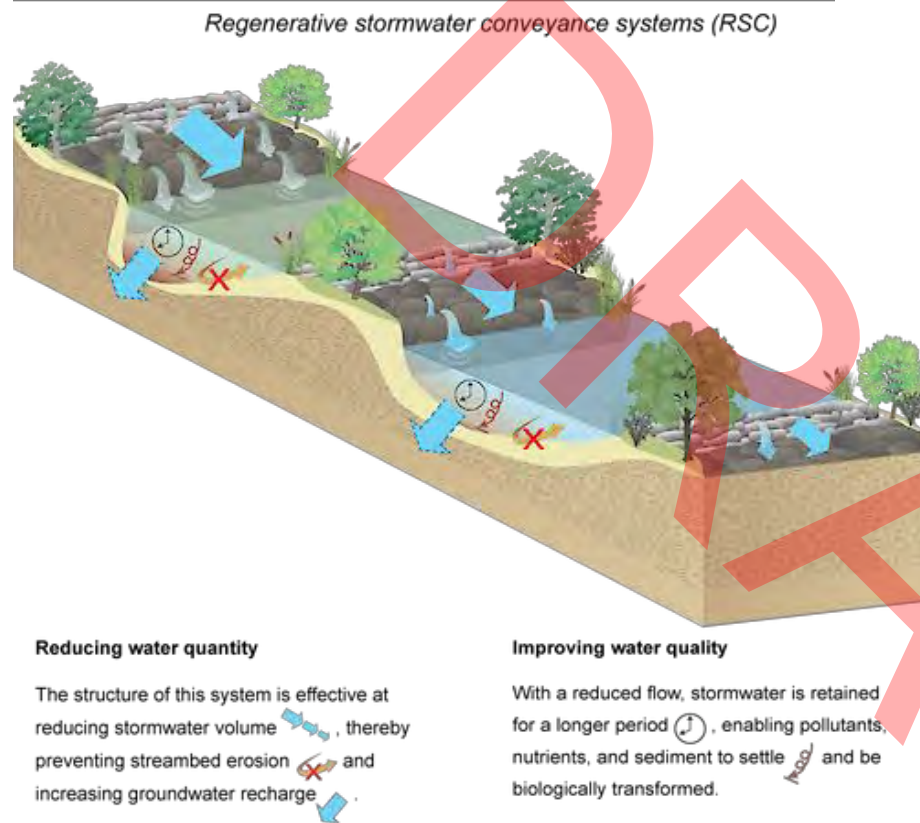 Regenerative stormwater conveyance systems (RSC)
DRA
Reducing water quantity
The structure of this system is effective at
reducing stormwater volume , thereby
preventing streambed erosion and
increasing groundwater recharge .
Improving water quality
With a reduced flow, stormwater is retained
for a longer period , enabling pollutants,
nutrients, and sediment to settle and be
biologically transformed.